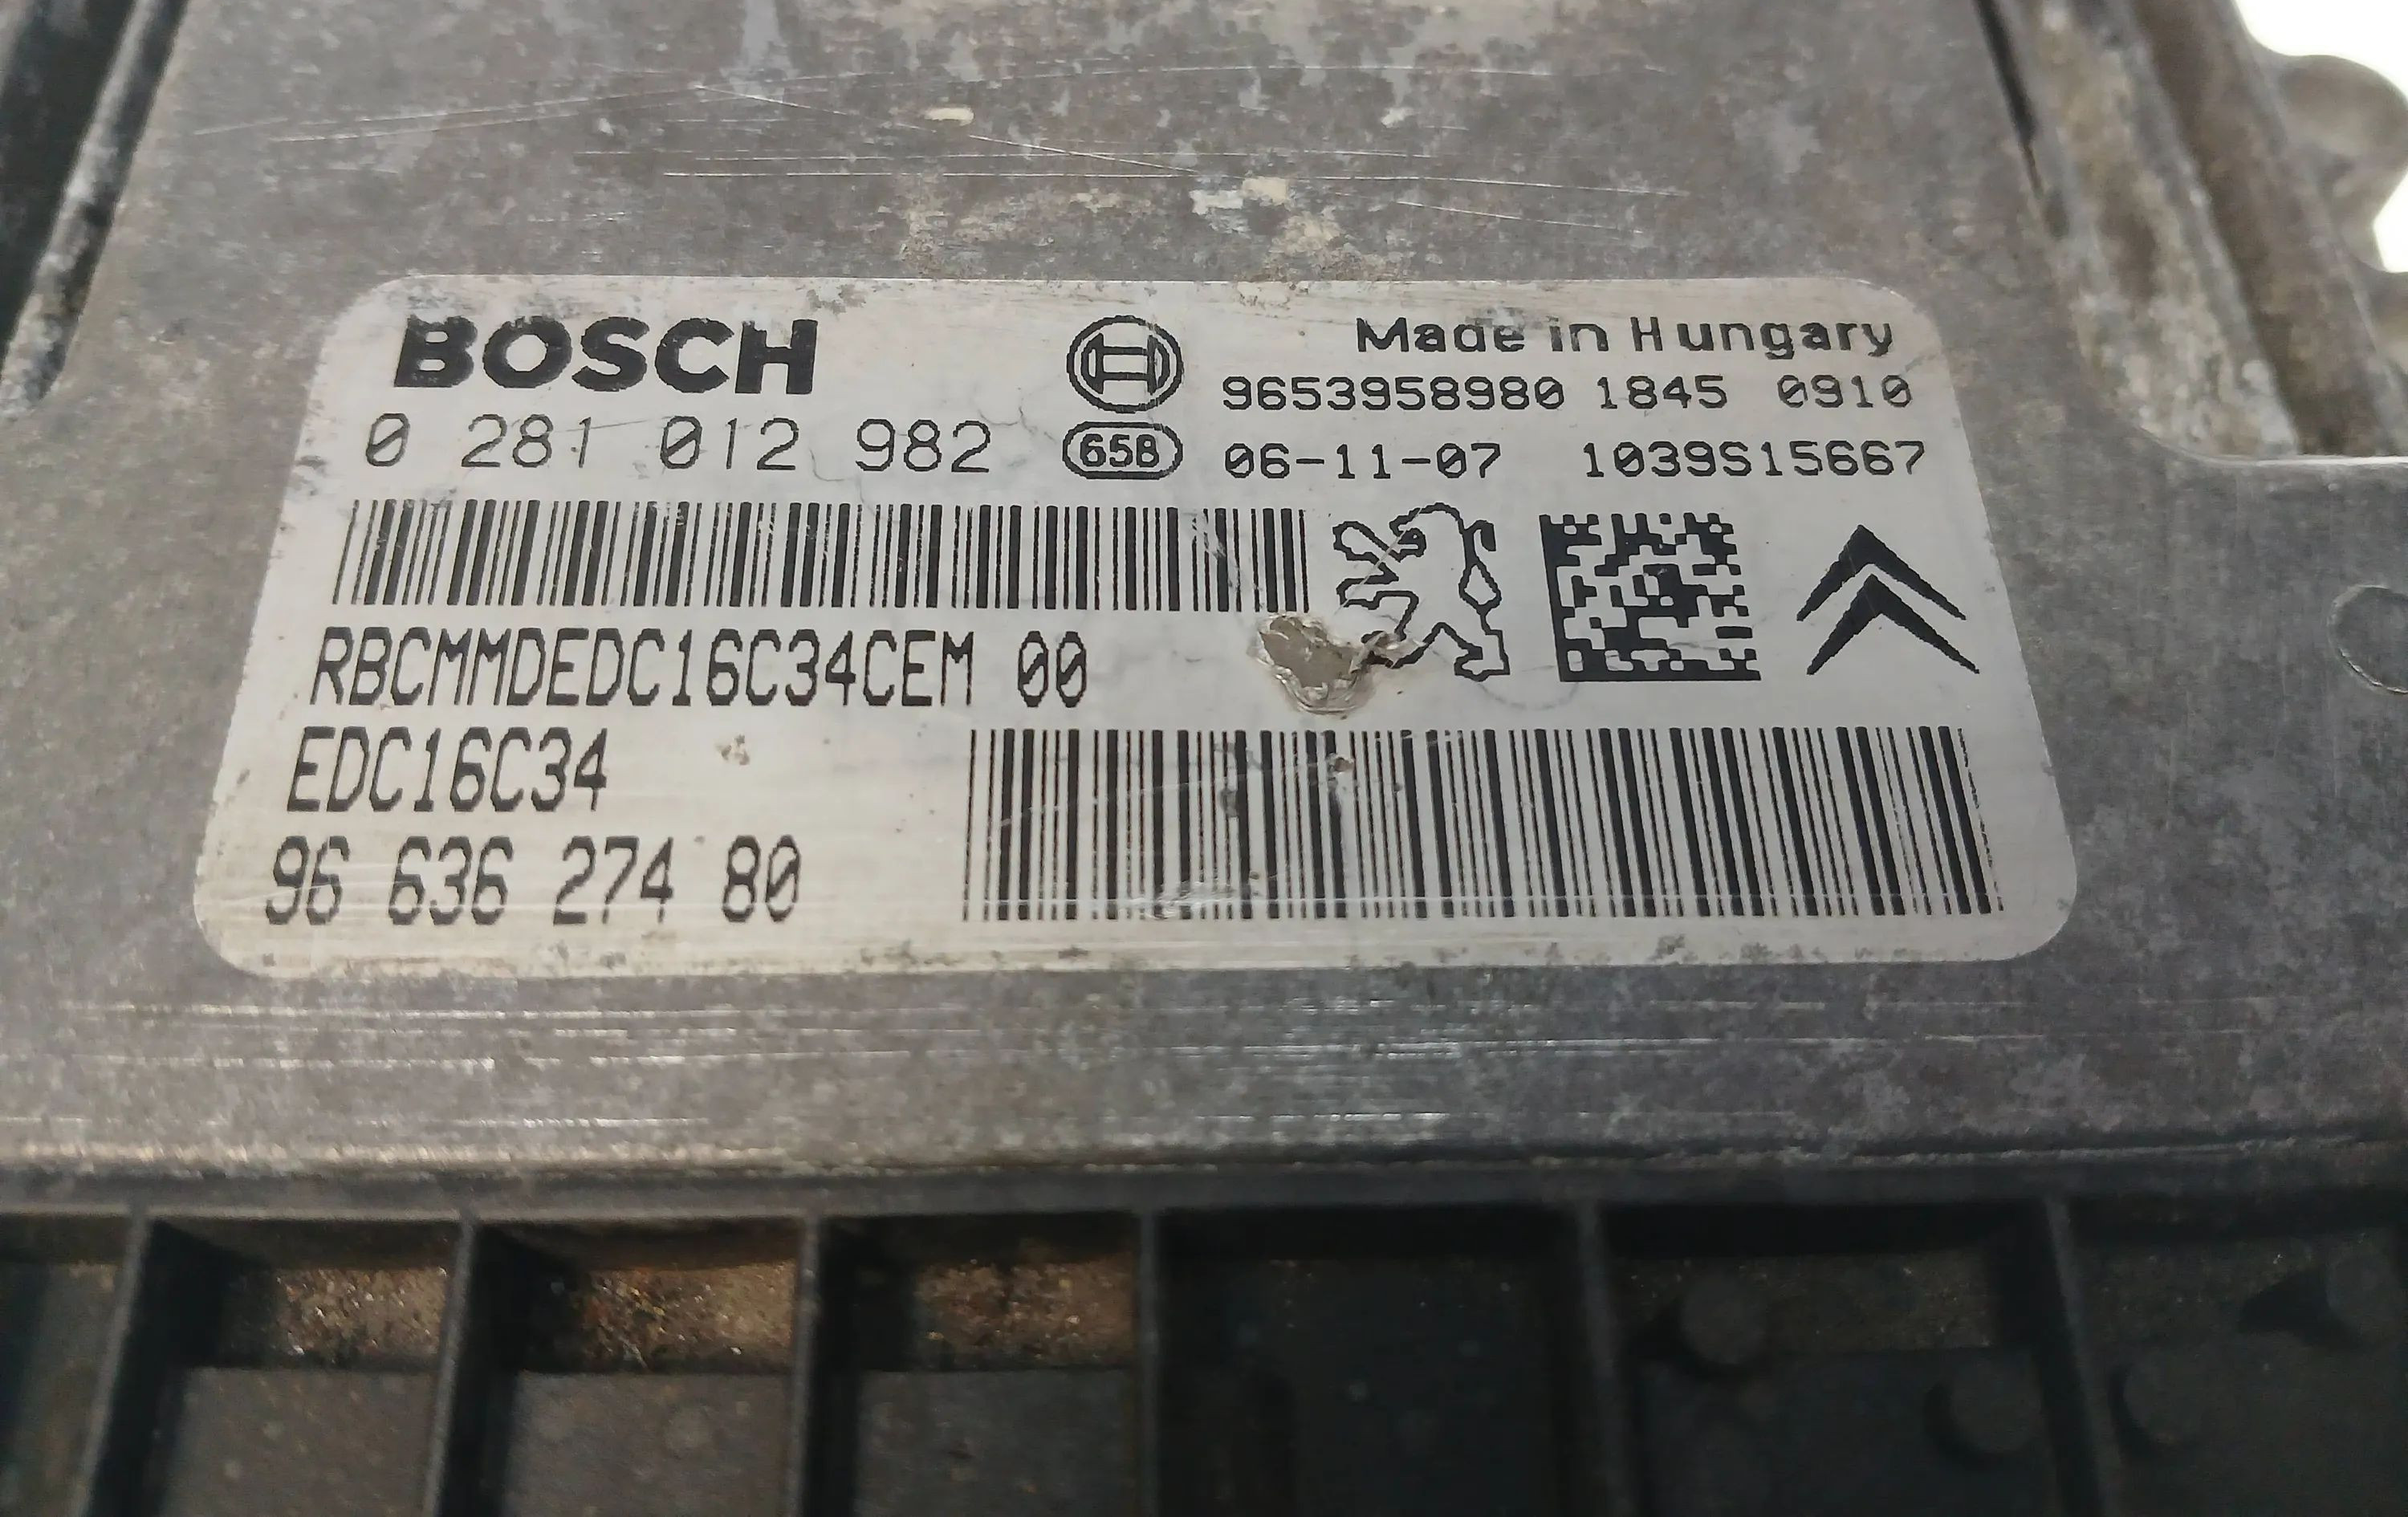 BOSCH
Made in Hungary
9653958980 1845 0910
0 281 012 982
65B
06-11-07 1039S15667
RBCMMDEDC16C34CEM 00
EDC16C34
96 636 274 80